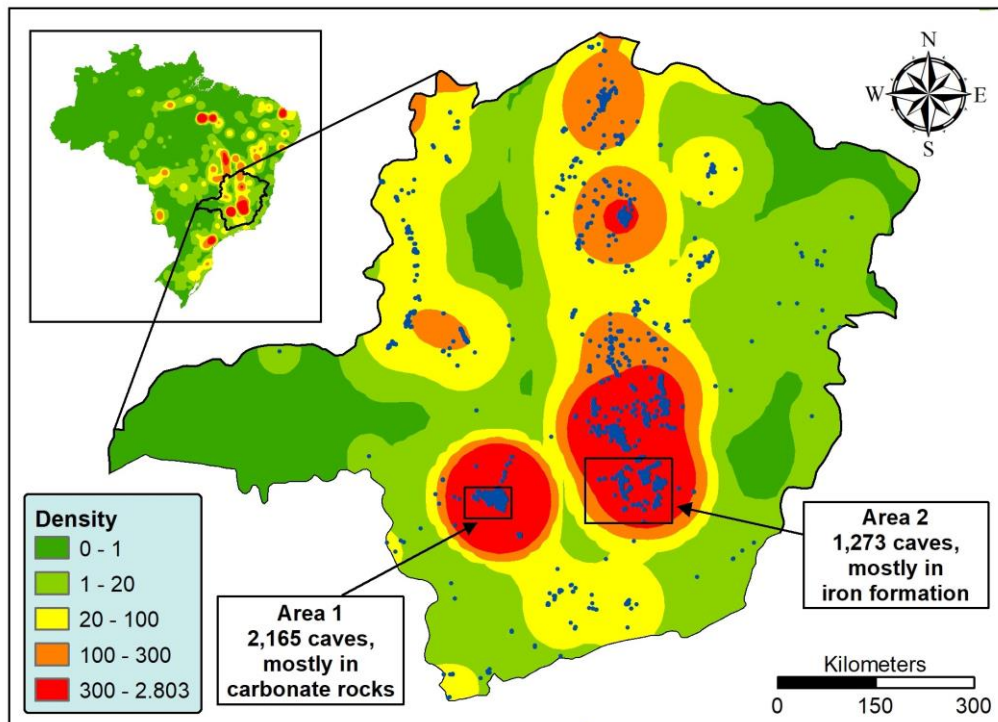 N
W
E
S
Density
0 - 1
1 - 20
20 - 100
100 - 300
300 - 2.803
Area 1
2,165 caves,
mostly in
carbonate rocks
Area 2
1,273 caves,
mostly in
iron formation
Kilometers
0
150
300